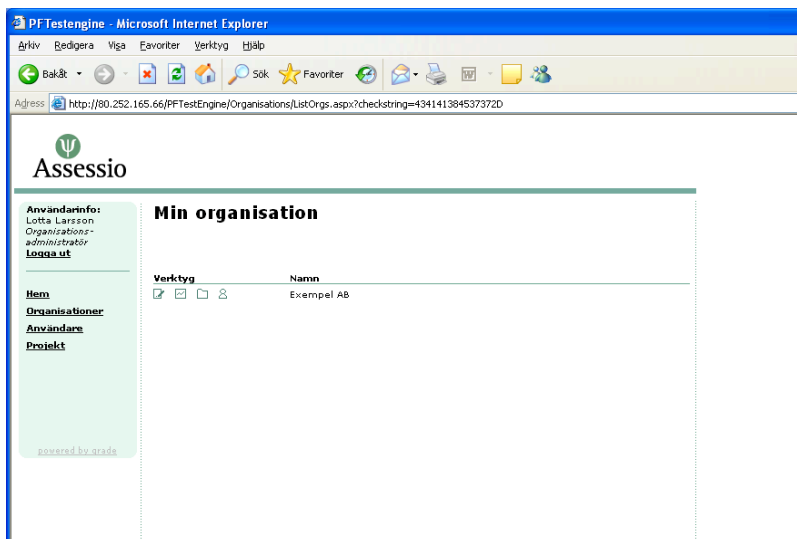 PFTestengine - Microsoft Internet Explorer
Arkiv Redigera Visa Favoriter Verktyg Hjälp
Bakåt Sök Favoriter
Adress http://80.252.165.66/PFTestEngine/Organisations/ListOrgs.aspx?checkstring=434141384537372D
Assessio
Användarinfo:
Lotta Larsson
Organisations-
administratör
Logga ut
Hem
Organisationer
Användare
Projekt
powered by grade
Min organisation
Verktyg Namn
Exempel AB